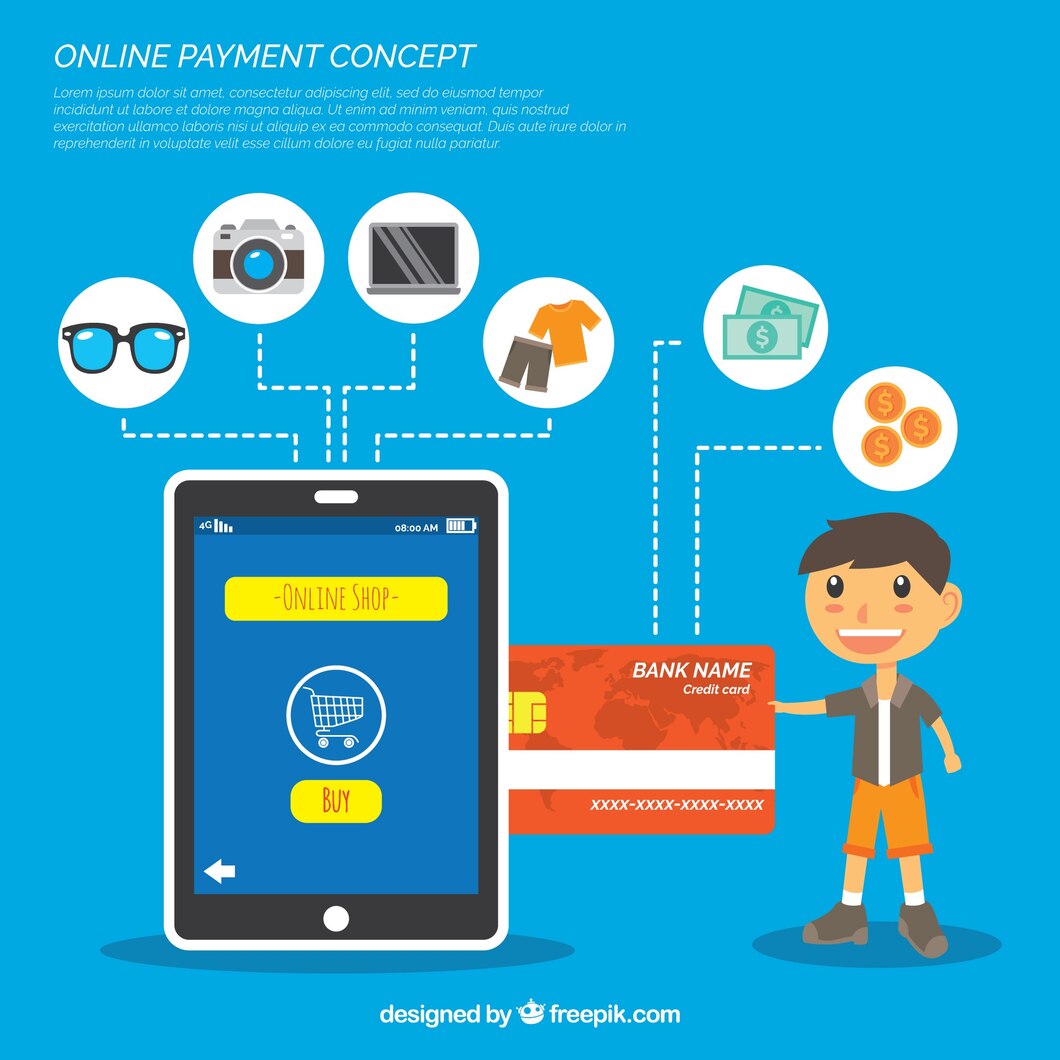 ONLINE PAYMENT CONCEPT
Lorem ipsum dolor sit amet, consectetur adipiscing elit, sed do eiusmod tempor
incididunt ut labore et dolore magna aliqua. Ut enim ad minim veniam, quis nostrud
exercitation ullamco laboris nisi ut aliquip ex ea commodo consequat. Duis aute irure dolor in
reprehenderit in voluptate velit esse cillum dolore eu fugiat nulla pariatur.
$
$
$
$
$
4G
08:00 AM
-Online Shop-
Buy
BANK NAME
Credit card
XXXX-XXXX-XXXX-XXXX
designed by freepik.com